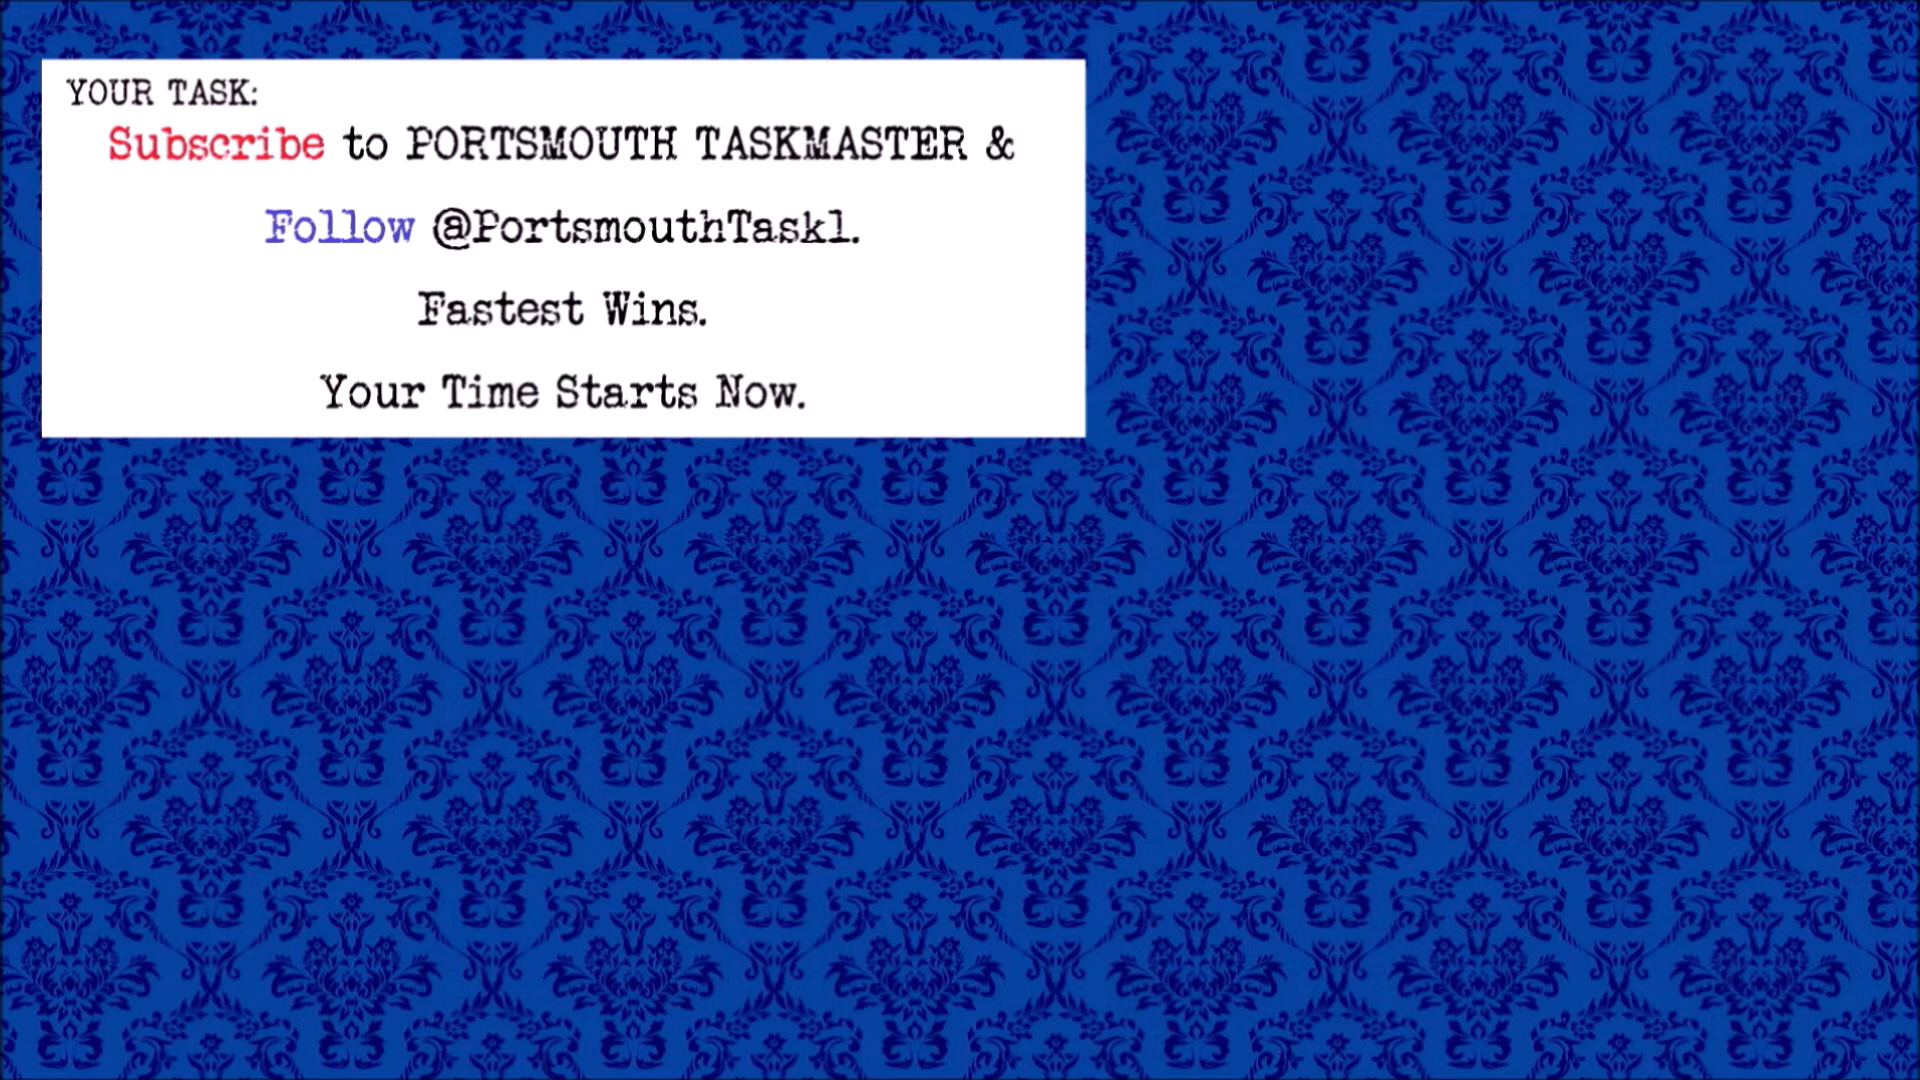 YOUR TASK:
Subscribe to PORTSMOUTH TASKMASTER &
Follow @PortsmouthTask1.
Fastest Wins.
Your Time Starts Now.